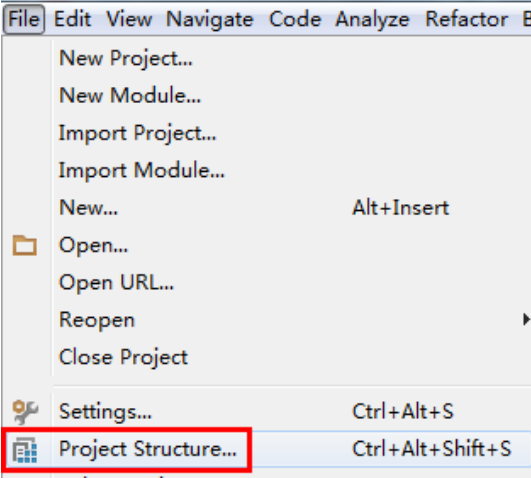 File Edit View Navigate Code Analyze Refactor
New Project...
New Module...
Import Project...
Import Module...
New... Alt+Insert
Open...
Open URL...
Reopen
Close Project
Settings... Ctrl+Alt+S
Project Structure... Ctrl+Alt+Shift+S